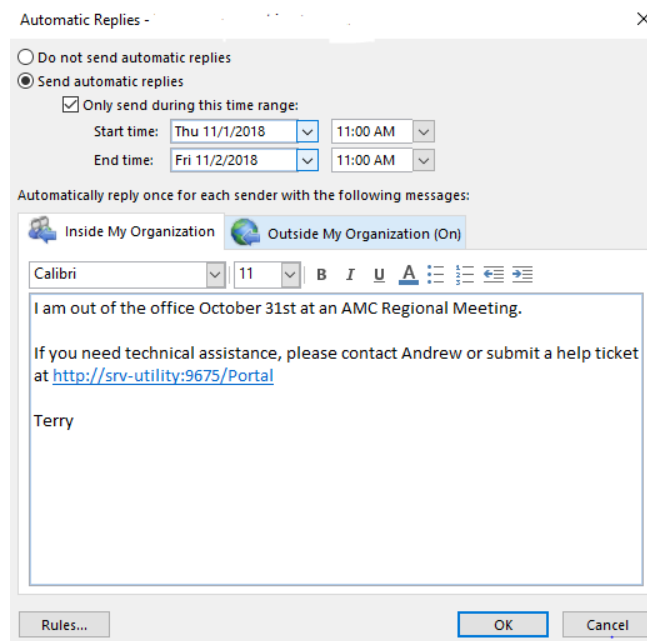 Automatic Replies -
Do not send automatic replies
Send automatic replies
Only send during this time range:
Start time: Thu 11/1/2018 11:00 AM
End time: Fri 11/2/2018 11:00 AM
Automatically reply once for each sender with the following messages:
Inside My Organization Outside My Organization (On)
Calibri 11 B I U A
I am out of the office October 31st at an AMC Regional Meeting.
If you need technical assistance, please contact Andrew or submit a help ticket
at http://srv-utility:9675/Portal
Terry
Rules... OK Cancel